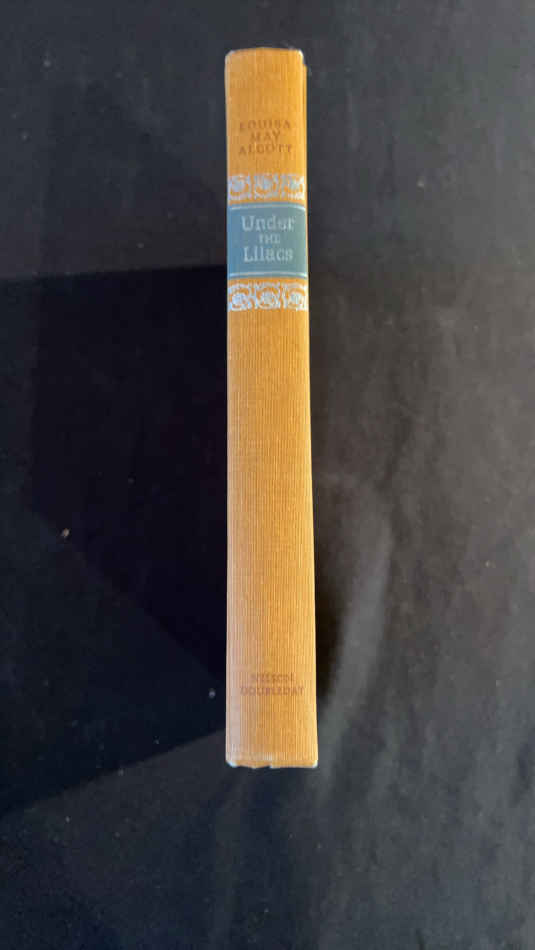 LOUISA
MAY
ALCOTT
Under
THE
Lilacs
NELSON
DOUBLEDAY